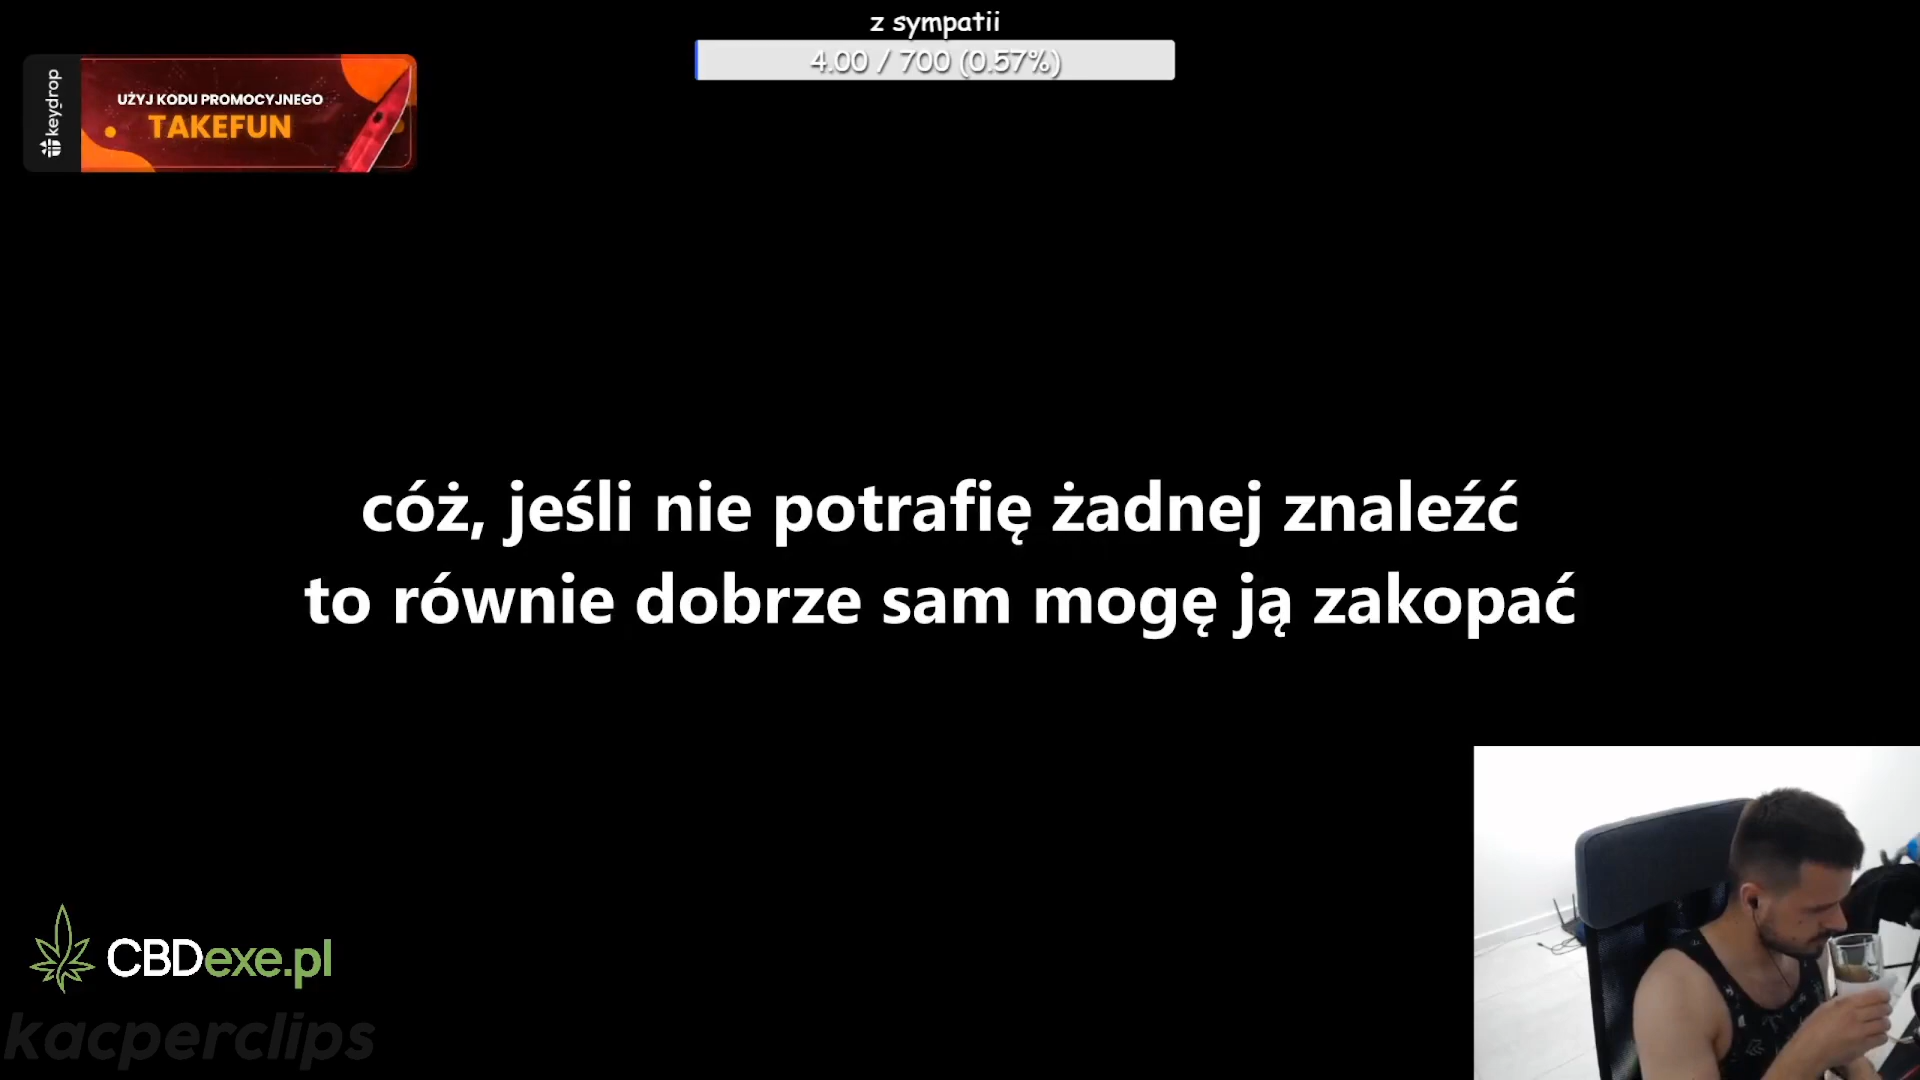 z sympatii
4.00 / 700 (0.57%)
keydrop
UŻYJ KODU PROMOCYJNEGO
TAKEFUN
cóż, jeśli nie potrafię żadnej znaleźć
to równie dobrze sam mogę ją zakopać
CBDexe.pl
kacperclips